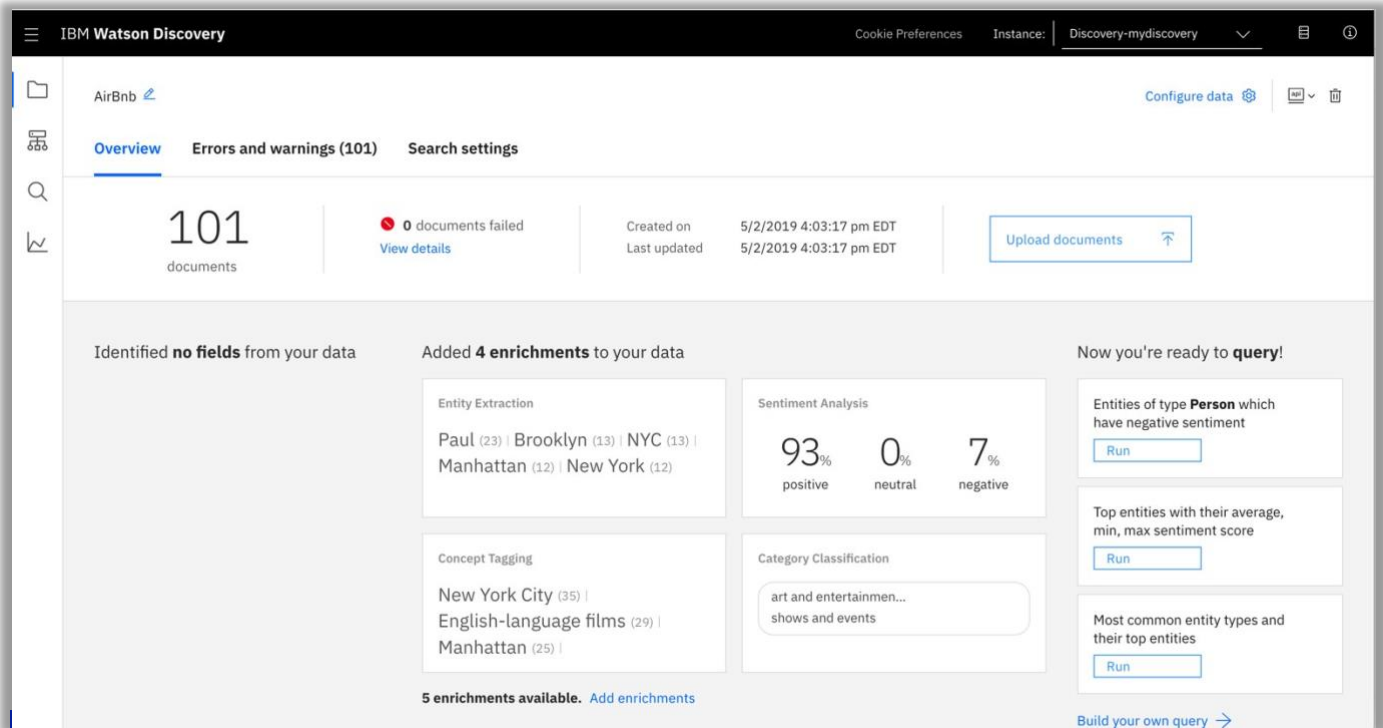 IBM Watson Discovery
Cookie Preferences
Instance:
Discovery-mydiscovery
AirBnb
Configure data
api
Overview
Errors and warnings (101)
Search settings
101
documents
0 documents failed
View details
Created on 5/2/2019 4:03:17 pm EDT
Last updated 5/2/2019 4:03:17 pm EDT
Upload documents
Identified no fields from your data
Added 4 enrichments to your data
Entity Extraction
Paul (23) | Brooklyn (13) | NYC (13) |
Manhattan (12) | New York (12)
Sentiment Analysis
93% 0% 7%
positive neutral negative
Concept Tagging
New York City (35) |
English-language films (29) |
Manhattan (25) |
Category Classification
art and entertainmen...
shows and events
5 enrichments available. Add enrichments
Now you're ready to query!
Entities of type Person which
have negative sentiment
Run
Top entities with their average,
min, max sentiment score
Run
Most common entity types and
their top entities
Run
Build your own query →